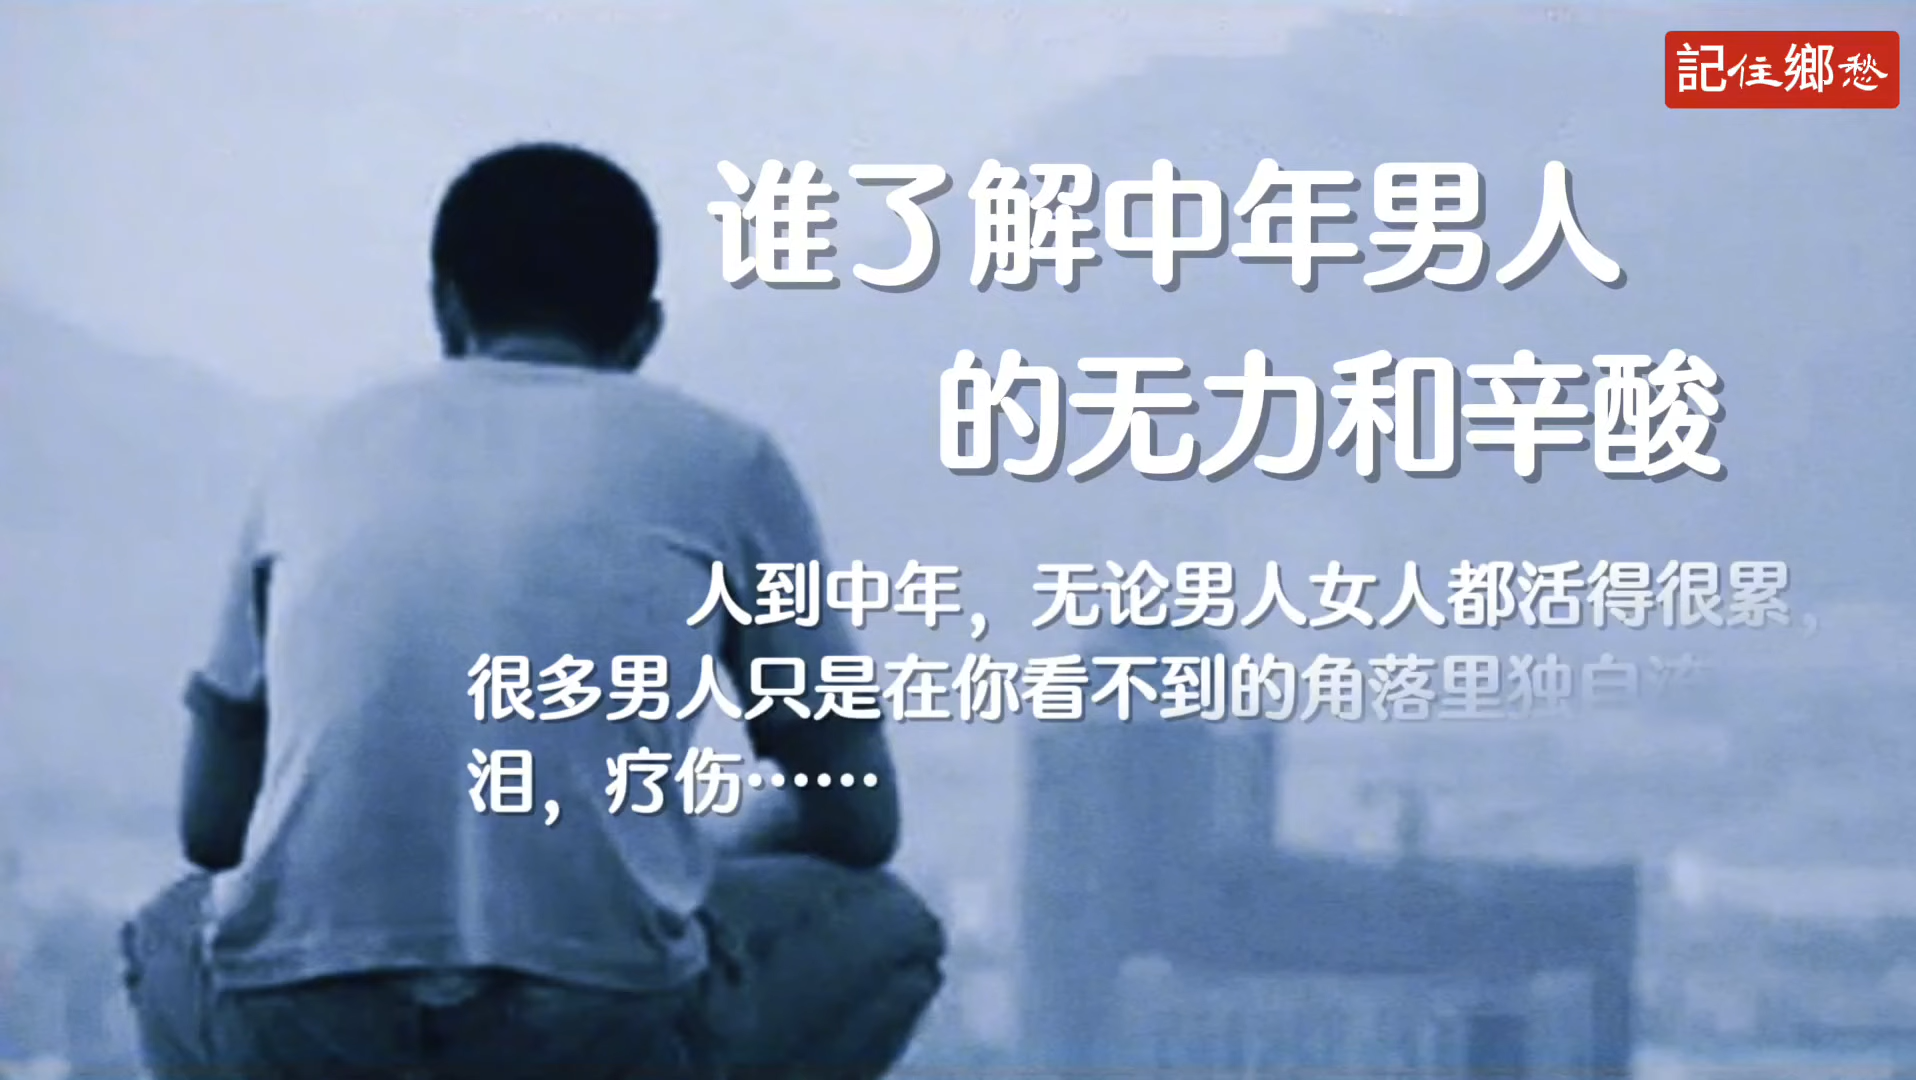 記住鄉愁
谁了解中年男人
的无力和辛酸
人到中年，无论男人女人都活得很累，
很多男人只是在你看不到的角落里独自流
泪，疗伤……